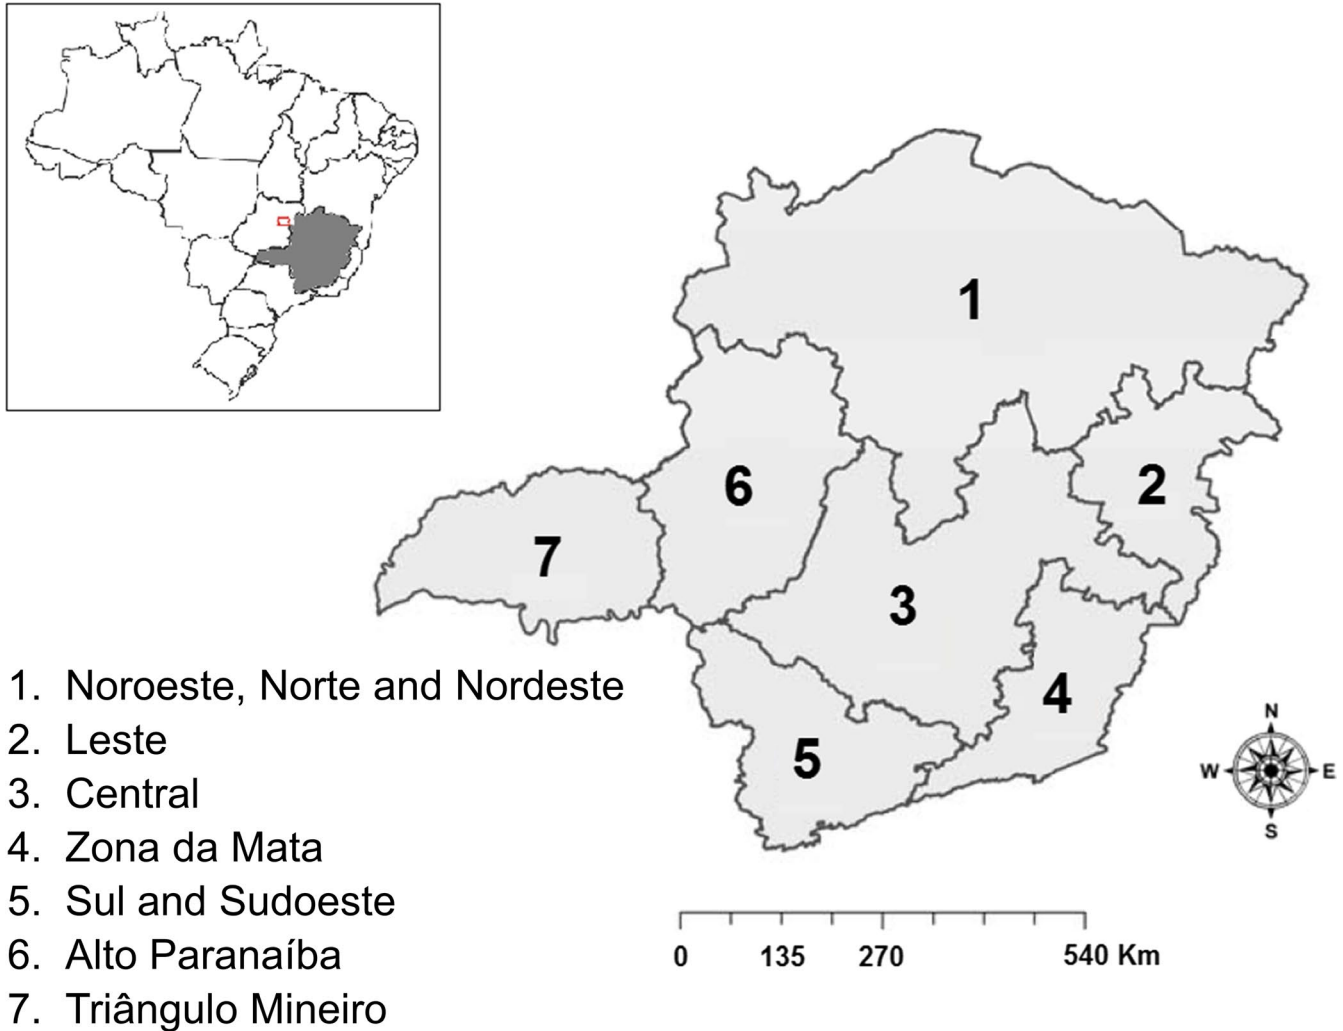 1
2
6
7
3
4
5
1. Noroeste, Norte and Nordeste
2. Leste
3. Central
4. Zona da Mata
5. Sul and Sudoeste
6. Alto Paranaíba
7. Triângulo Mineiro
N
W E
S
0 135 270 540 Km